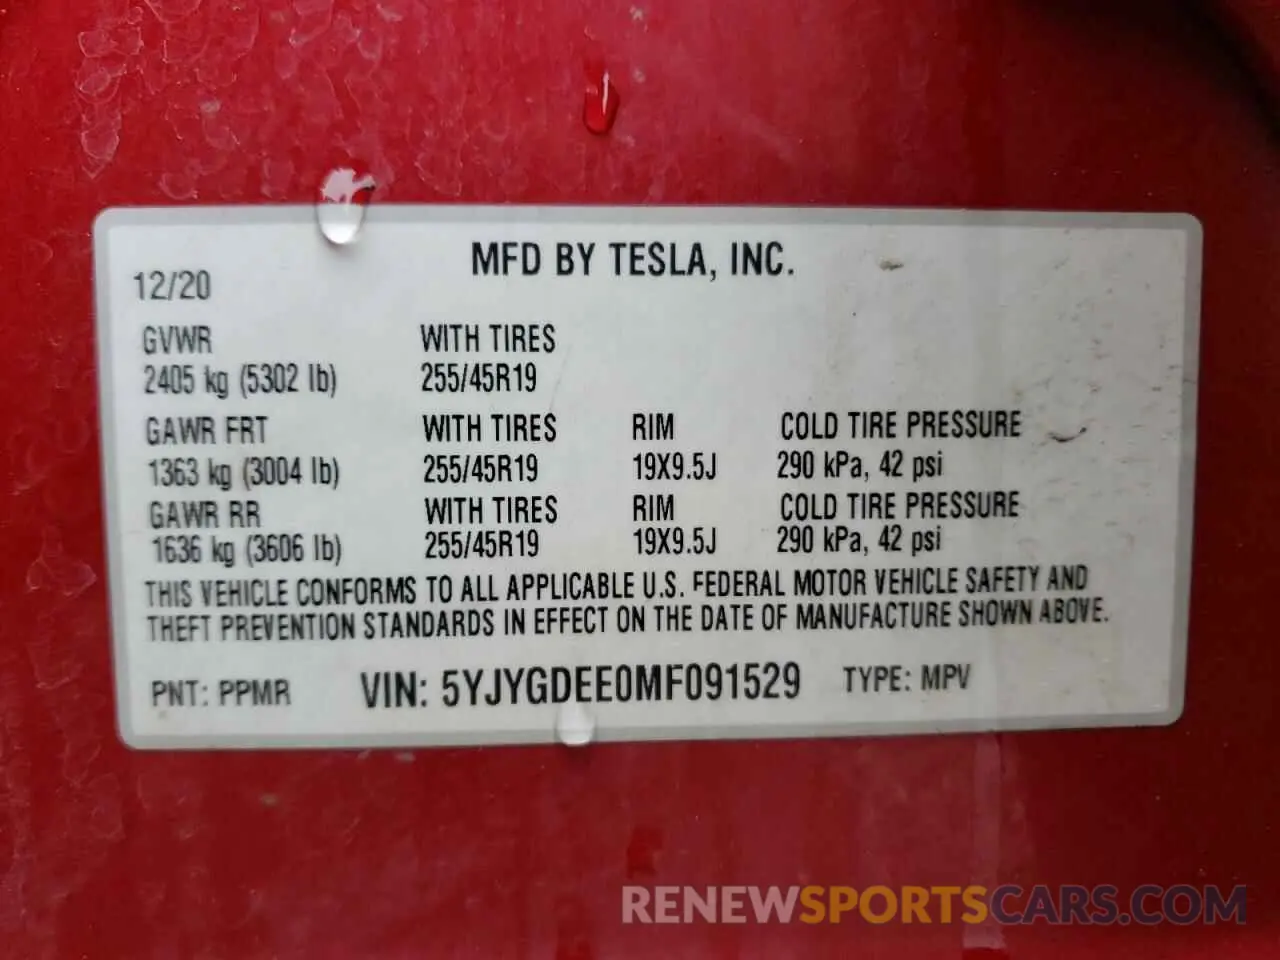 MFD BY TESLA, INC.
12/20
GVWR WITH TIRES
2405 kg (5302 lb) 255/45R19
GAWR FRT WITH TIRES RIM COLD TIRE PRESSURE
1363 kg (3004 lb) 255/45R19 19X9.5J 290 kPa, 42 psi
GAWR RR WITH TIRES RIM COLD TIRE PRESSURE
1636 kg (3606 lb) 255/45R19 19X9.5J 290 kPa, 42 psi
THIS VEHICLE CONFORMS TO ALL APPLICABLE U.S. FEDERAL MOTOR VEHICLE SAFETY AND
THEFT PREVENTION STANDARDS IN EFFECT ON THE DATE OF MANUFACTURE SHOWN ABOVE.
PNT: PPMR VIN: 5YJYGDEE0MF091529 TYPE: MPV
RENEWSPORTSCARS.COM